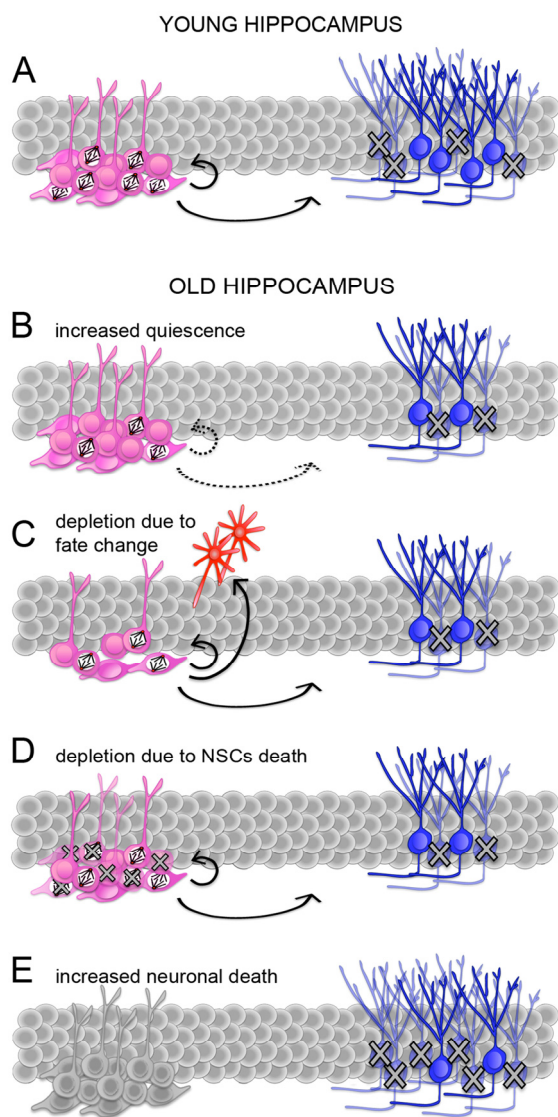 YOUNG HIPPOCAMPUS
A
OLD HIPPOCAMPUS
B increased quiescence
C depletion due to
fate change
D depletion due to NSCs death
E increased neuronal death